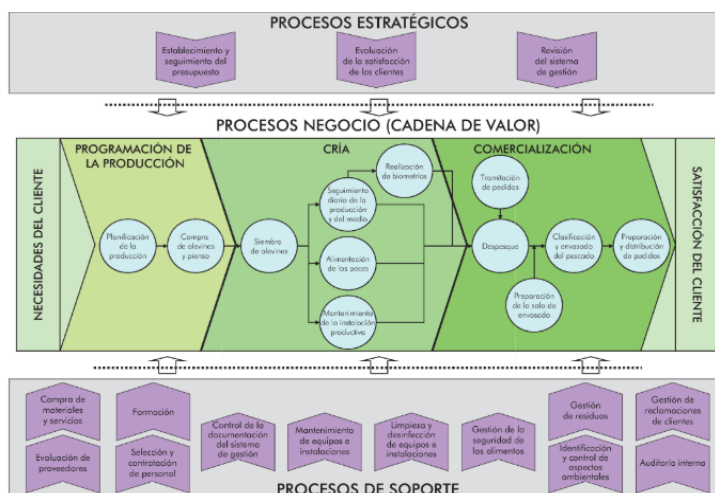 PROCESOS ESTRATÉGICOS
Establecimiento y
seguimiento del
presupuesto
Evaluación
de la satisfacción
de los clientes
Revisión
del sistema
de gestión
PROCESOS NEGOCIO (CADENA DE VALOR)
NECESIDADES DEL CLIENTE
PROGRAMACIÓN DE
LA PRODUCCIÓN
Planificación
de la
producción
Compra
de alevines
y pienso
CRÍA
Siembra
de alevines
Seguimiento
diario de la
producción
y del medio
Realización
de biometrías
Alimentación
de los peces
Mantenimiento
de la instalación
productiva
COMERCIALIZACIÓN
Tramitación
de pedidos
Despesque
Preparación
de la sala de
envasado
Clasificación
y envasado
del pescado
Preparación
y distribución
de pedidos
SATISFACCIÓN DEL CLIENTE
Compra de
materiales
y servicios
Evaluación de
proveedores
Formación
Selección y
contratación
de personal
Control de la
documentación
del sistema
de gestión
Mantenimiento
de equipos e
instalaciones
Limpieza y
desinfección
de equipos e
instalaciones
Gestión de la
seguridad de
los alimentos
Gestión
de residuos
Identificación
y control de
aspectos
ambientales
Gestión de
reclamaciones
de clientes
Auditoría interna
PROCESOS DE SOPORTE